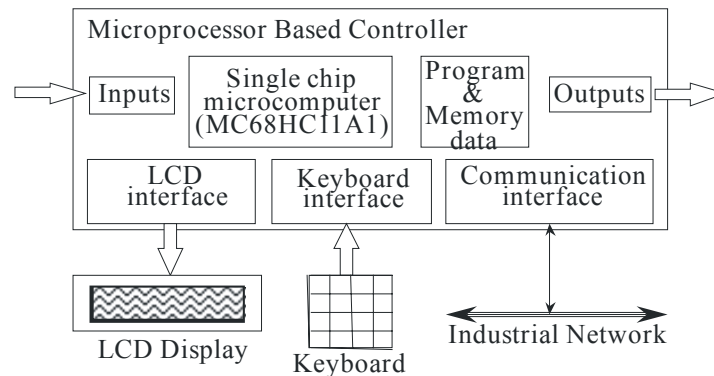 Microprocessor Based Controller
Inputs
Single chip
microcomputer
(MC68HC11A1)
Program
&
Memory
data
Outputs
LCD
interface
Keyboard
interface
Communication
interface
LCD Display
Keyboard
Industrial Network